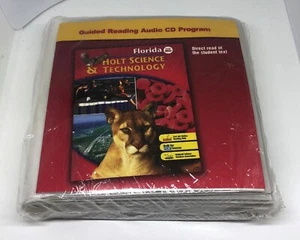 Guided Reading Audio CD Program
Direct read of
the student text
Florida
HOLT SCIENCE
& TECHNOLOGY